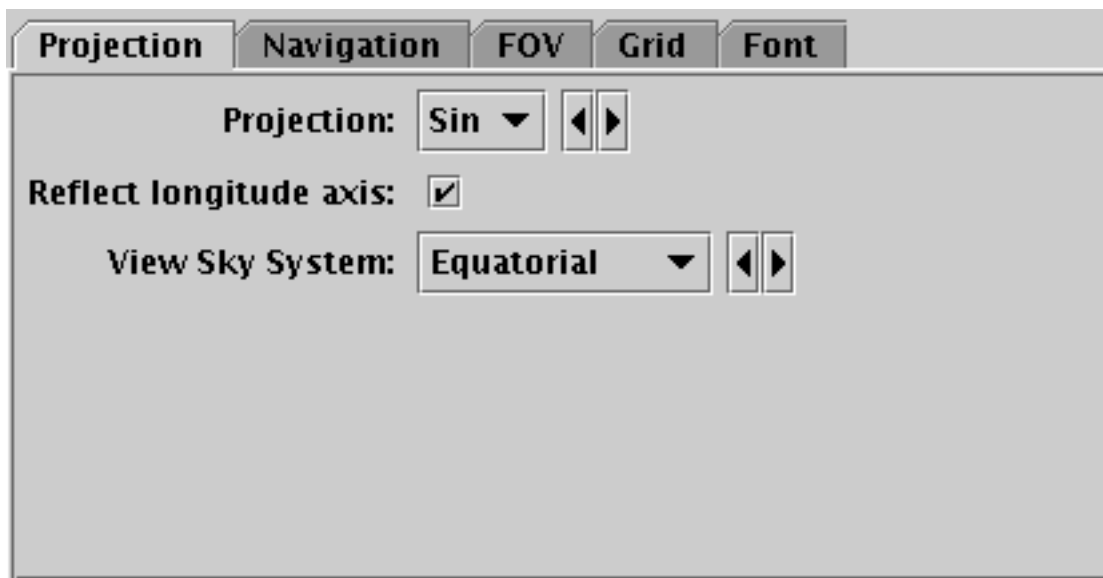 Projection Navigation FOV Grid Font
Projection: Sin
Reflect longitude axis:
View Sky System: Equatorial